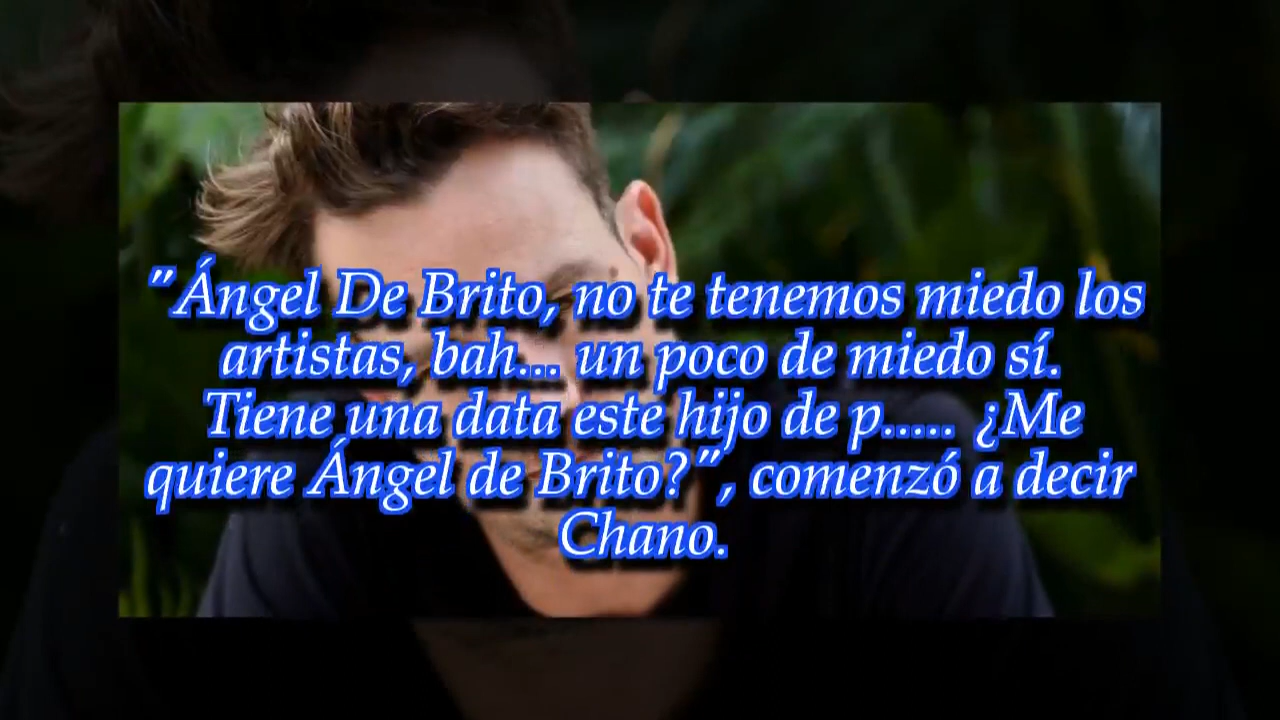 "Ángel De Brito, no te tenemos miedo los
artistas, bah... un poco de miedo sí.
Tiene una data este hijo de p..... ¿Me
quiere Ángel de Brito?", comenzó a decir
Chano.